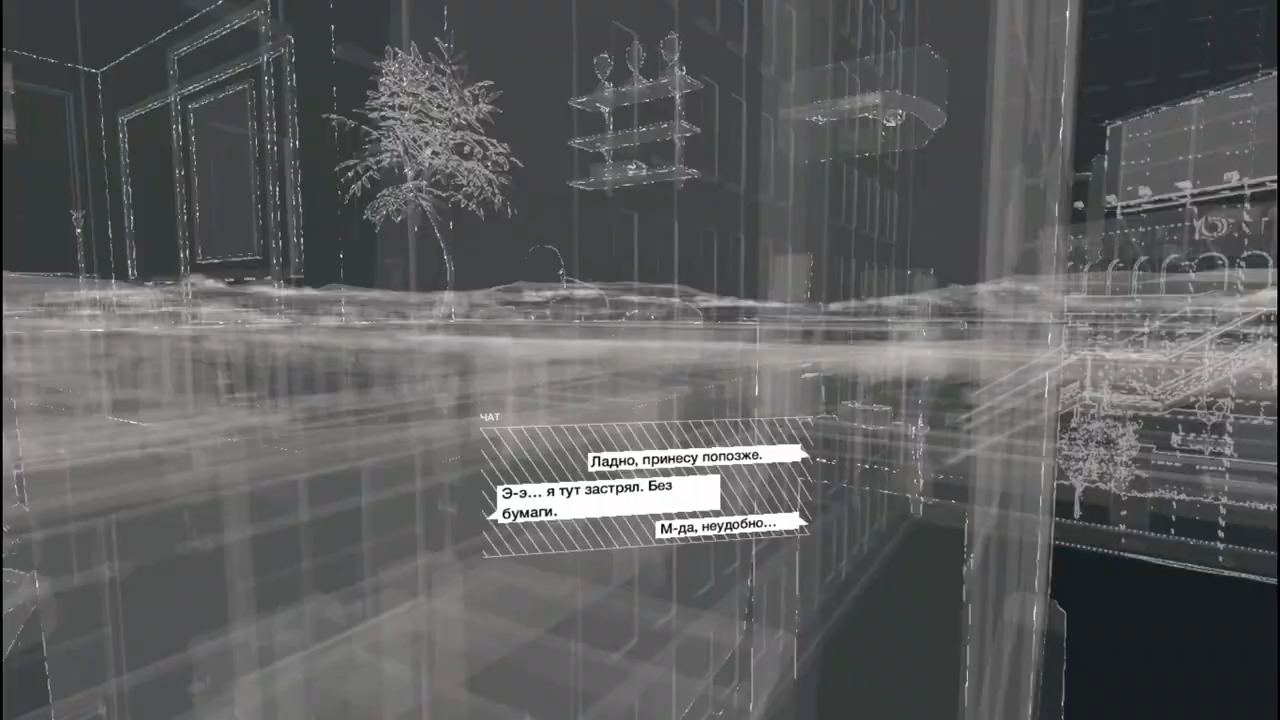 ЧАТ
Ладно, принесу попозже.
Э-э... я тут застрял. Без
бумаги.
М-да, неудобно...